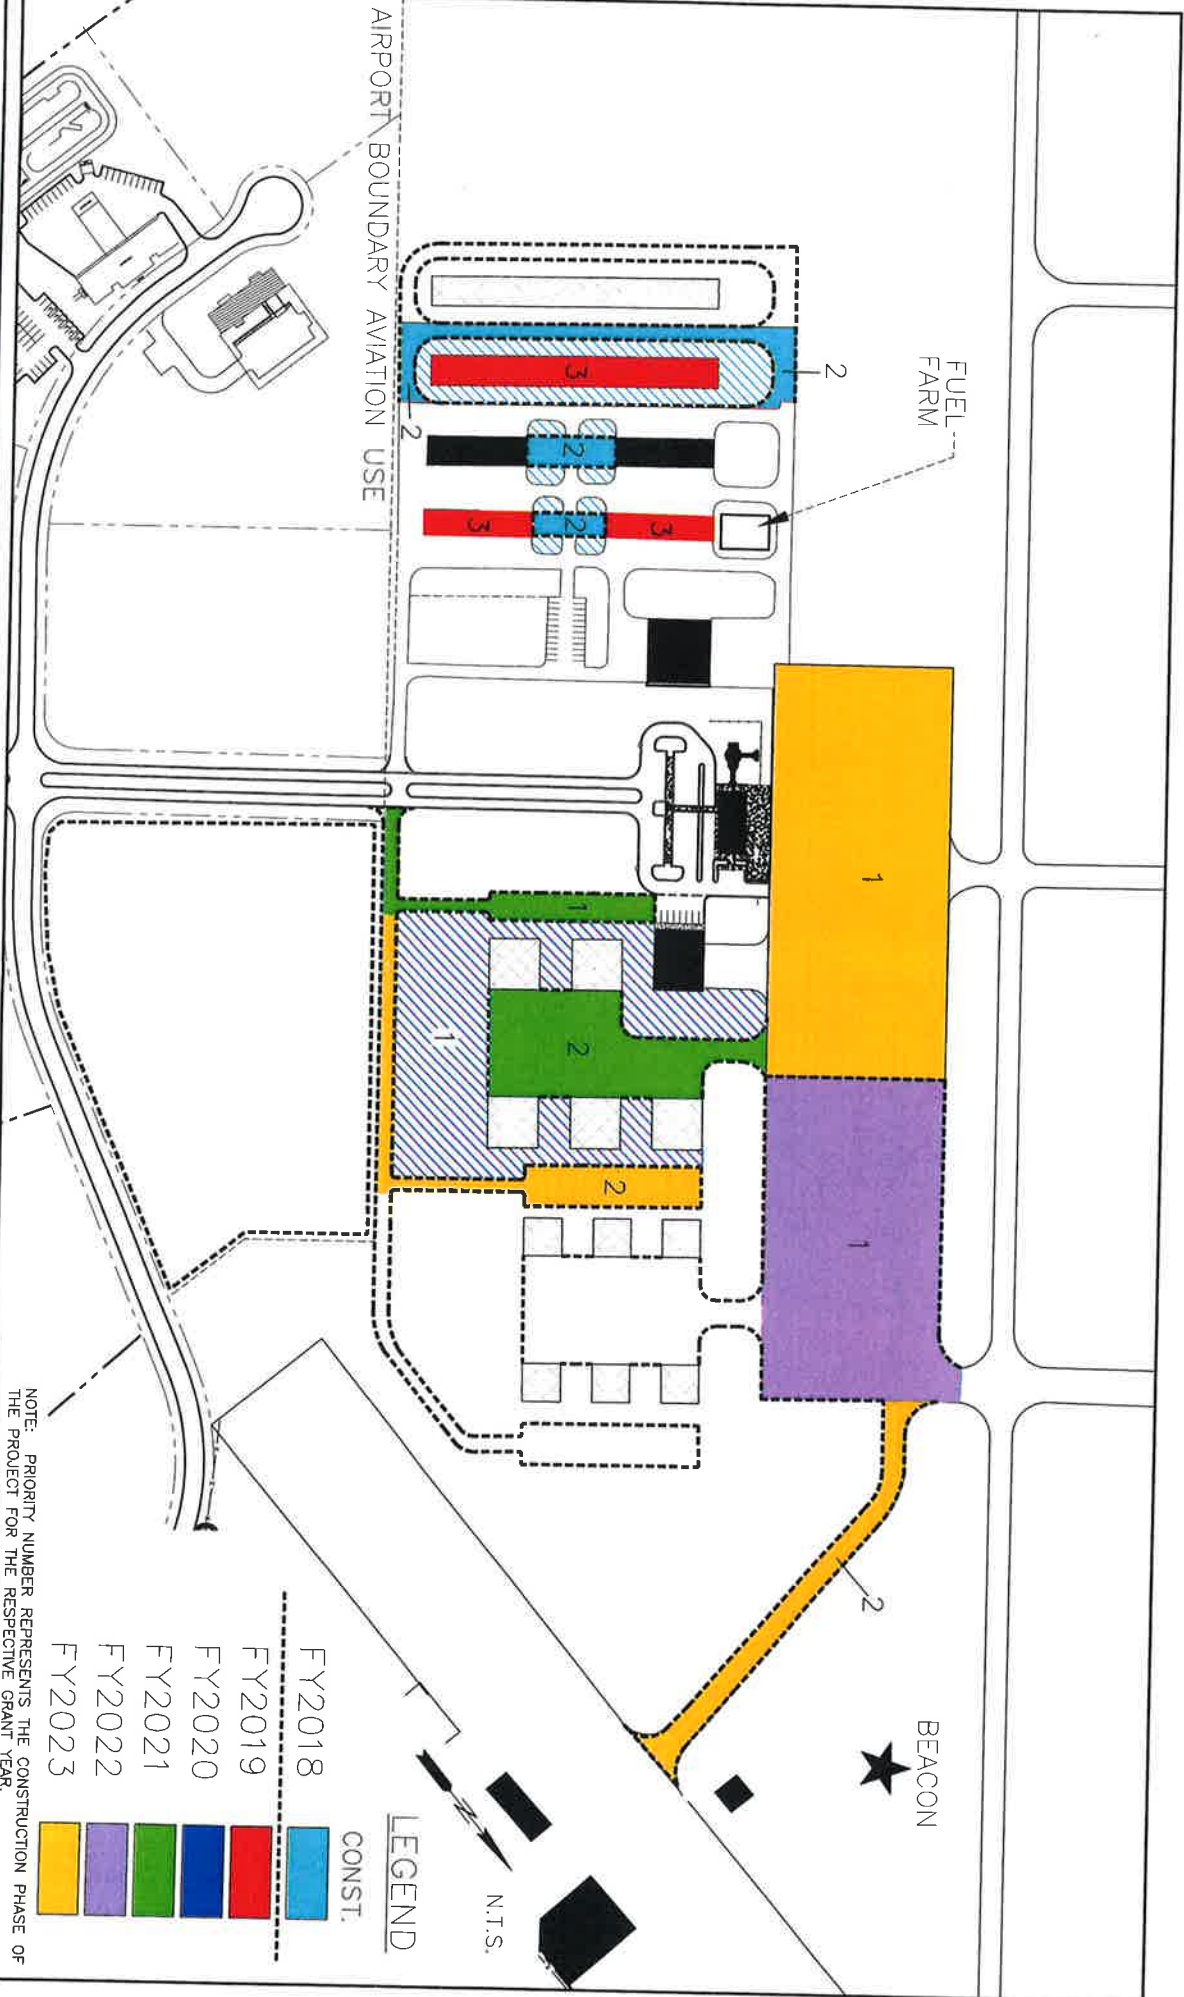 AIRPORT BOUNDARY AVIATION USE
FUEL
FARM
2
2
3
2
3
2
3
1
1
1
2
1
2
2
BEACON
N.T.S.
N
LEGEND
CONST.
FY2018
FY2019
FY2020
FY2021
FY2022
FY2023
NOTE: PRIORITY NUMBER REPRESENTS THE CONSTRUCTION PHASE OF
THE PROJECT FOR THE RESPECTIVE GRANT YEAR.